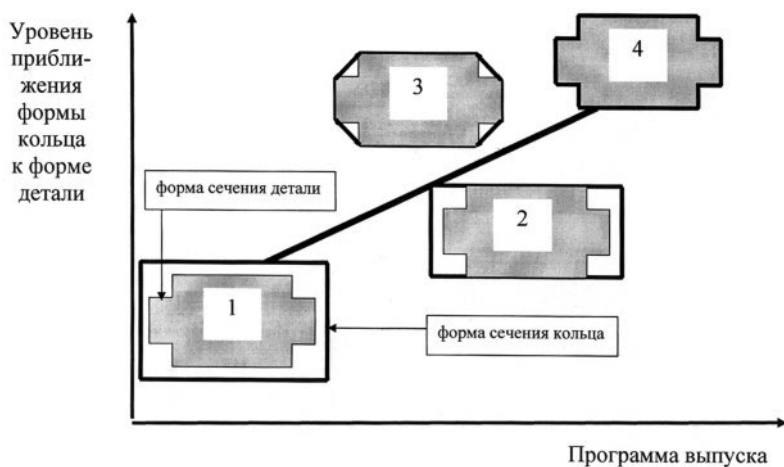 Уровень
прибли-
жения
формы
кольца
к форме
детали
4
3
форма сечения детали
2
1
форма сечения кольца
Программа выпуска